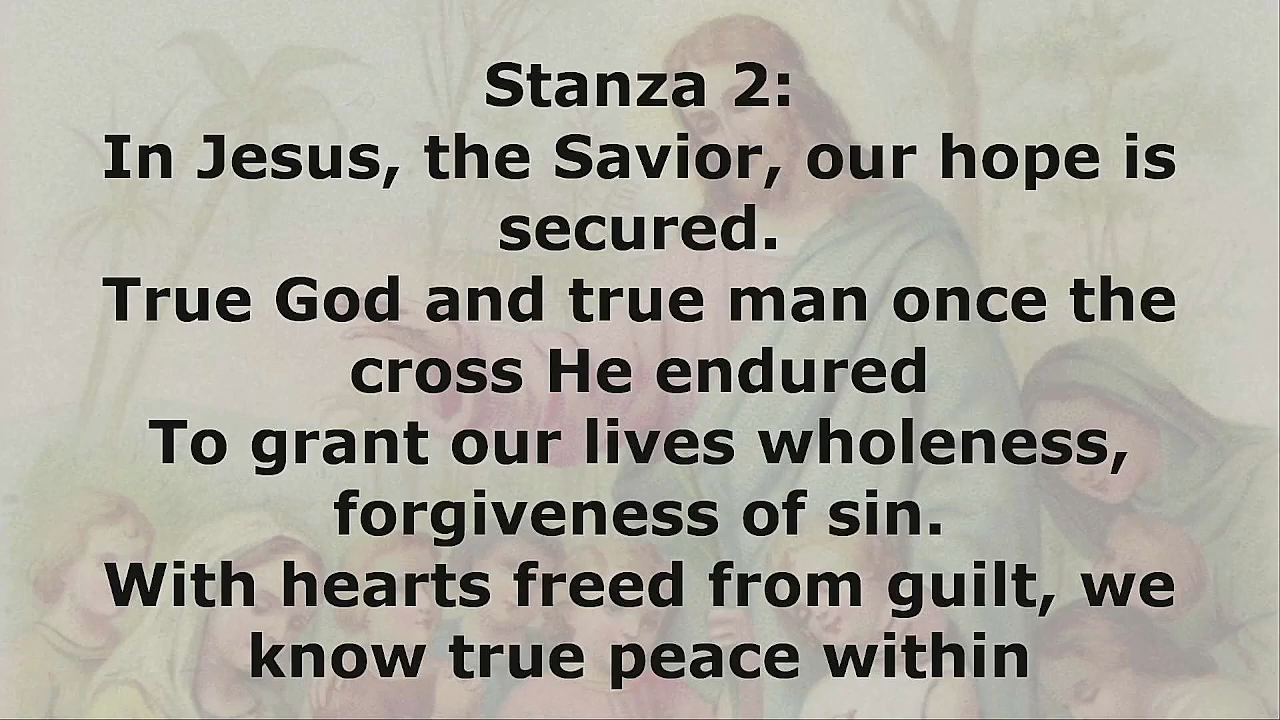 Stanza 2:
In Jesus, the Savior, our hope is
secured.
True God and true man once the
cross He endured
To grant our lives wholeness,
forgiveness of sin.
With hearts freed from guilt, we
know true peace within